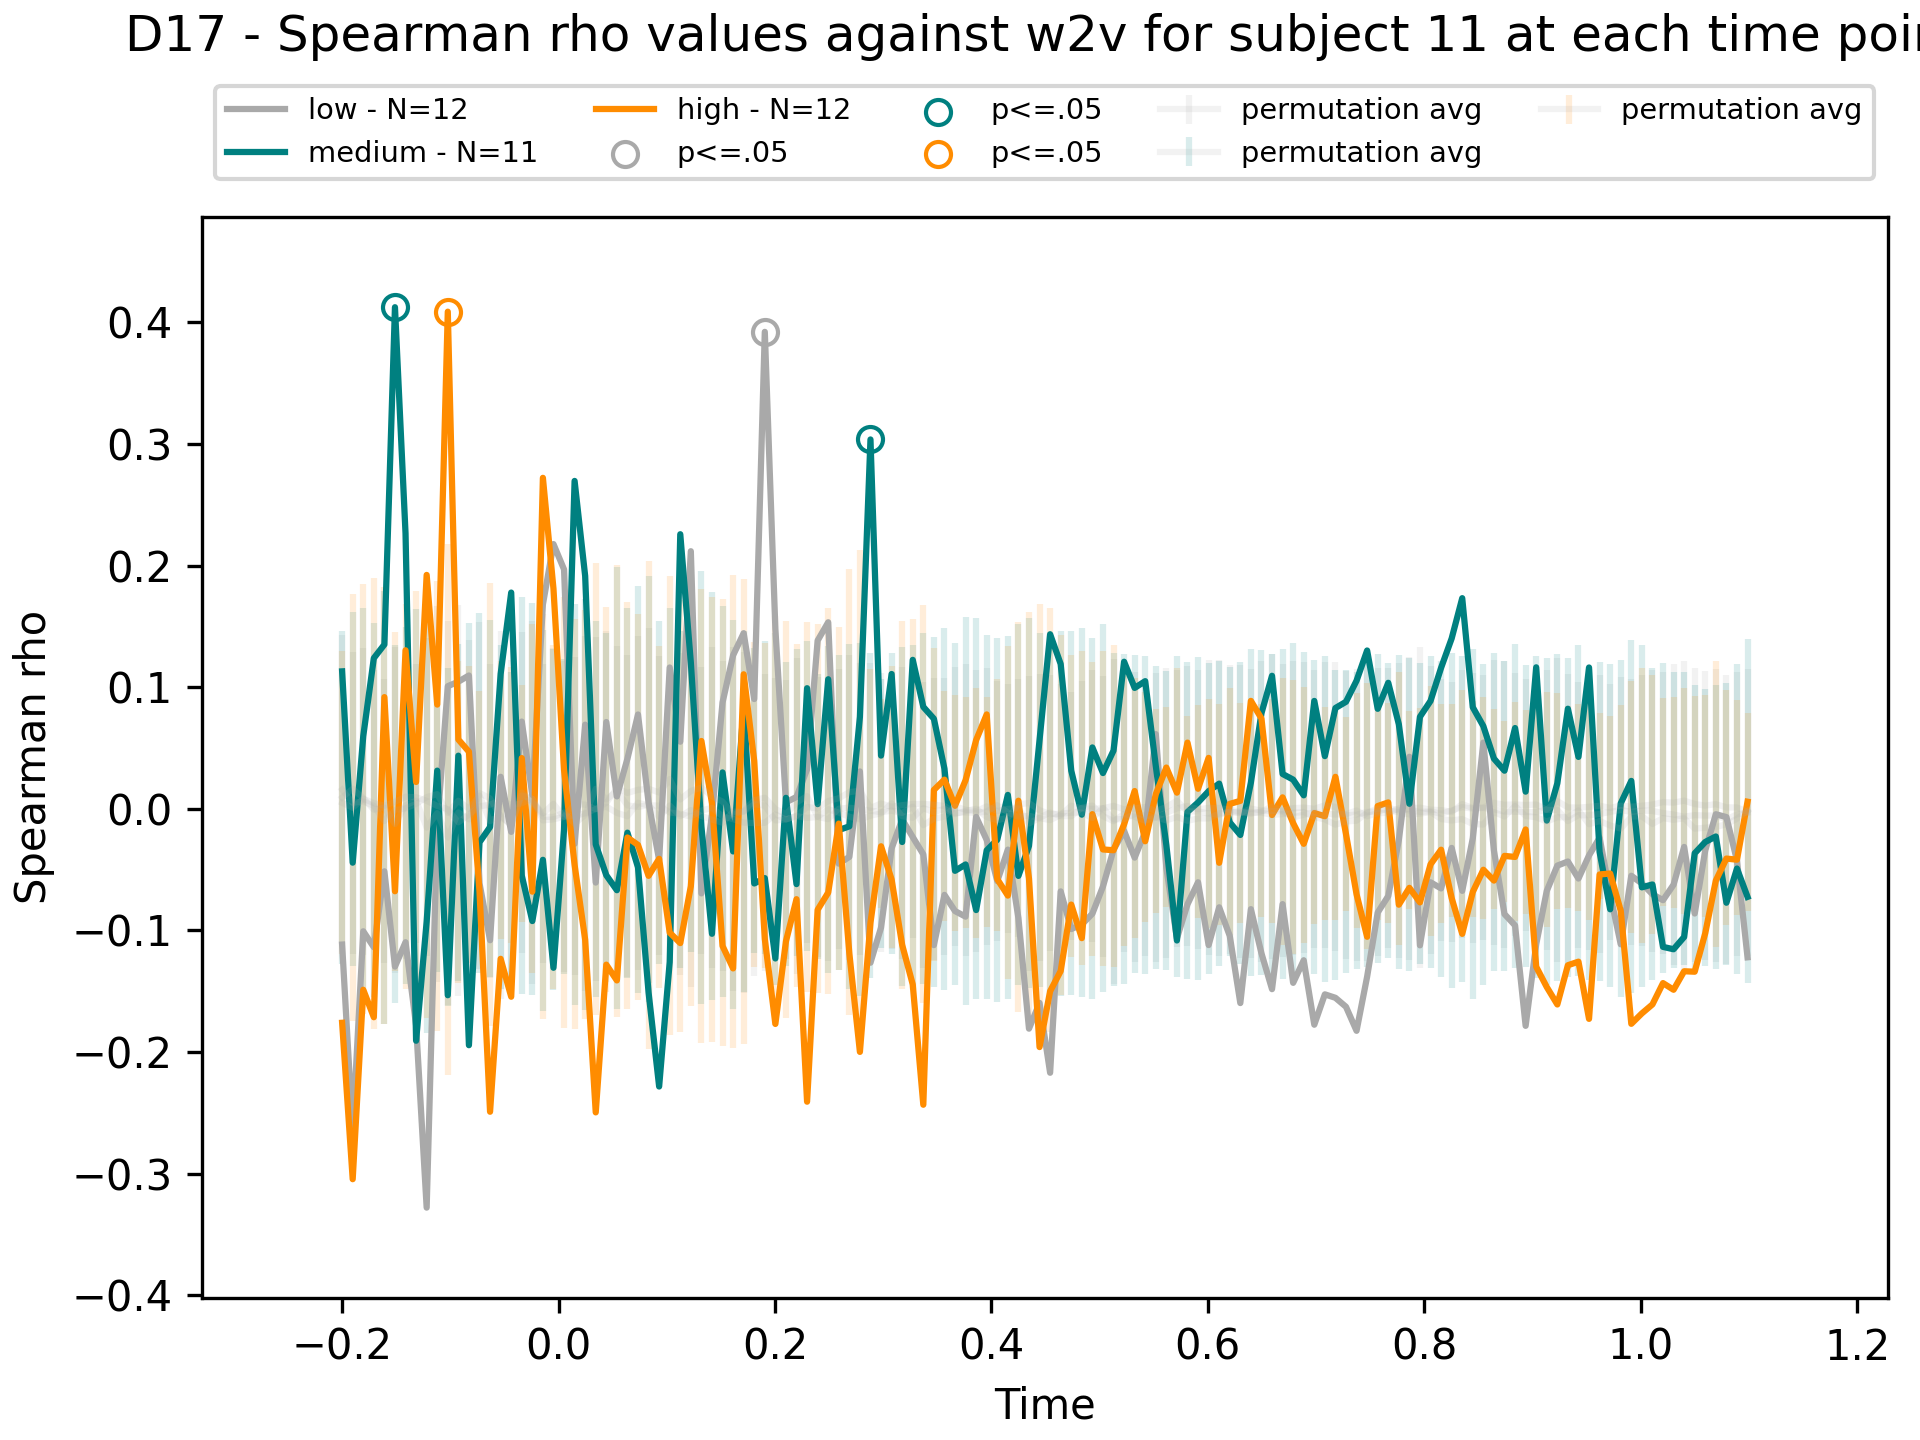 D17 - Spearman rho values against w2v for subject 11 at each time poi
low - N=12 high - N=12 p<=.05 permutation avg permutation avg
medium - N=11 p<=.05 p<=.05 permutation avg
Spearman rho
0.4
0.3
0.2
0.1
0.0
−0.1
−0.2
−0.3
−0.4
−0.2 0.0 0.2 0.4 0.6 0.8 1.0 1.2
Time